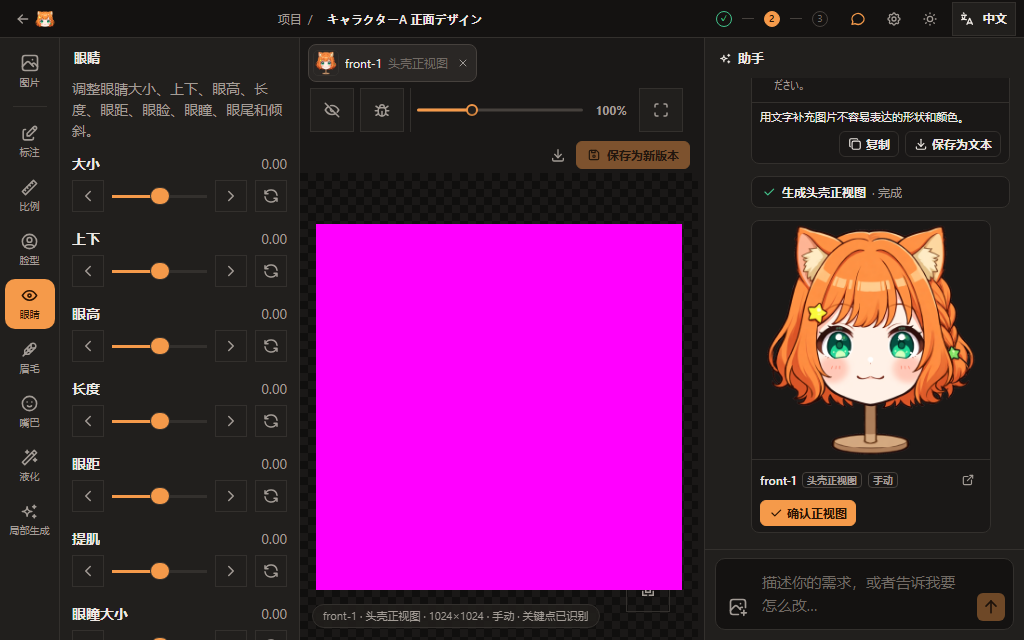 项目 / キャラクターA 正面デザイン
2
3
中文
图片
标注
比例
脸型
眼睛
眉毛
嘴巴
液化
局部生成
眼睛
调整眼睛大小、上下、眼高、长
度、眼距、眼睑、眼瞳、眼尾和倾
斜。
大小 0.00
上下 0.00
眼高 0.00
长度 0.00
眼距 0.00
提肌 0.00
眼瞳大小 0.00
front-1 头壳正视图
100%
保存为新版本
front-1 · 头壳正视图 · 1024×1024 · 手动 · 关键点已识别
助手
ださい。
用文字补充图片不容易表达的形状和颜色。
复制
保存为文本
生成头壳正视图 · 完成
front-1 头壳正视图 手动
确认正视图
描述你的需求，或者告诉我要
怎么改...